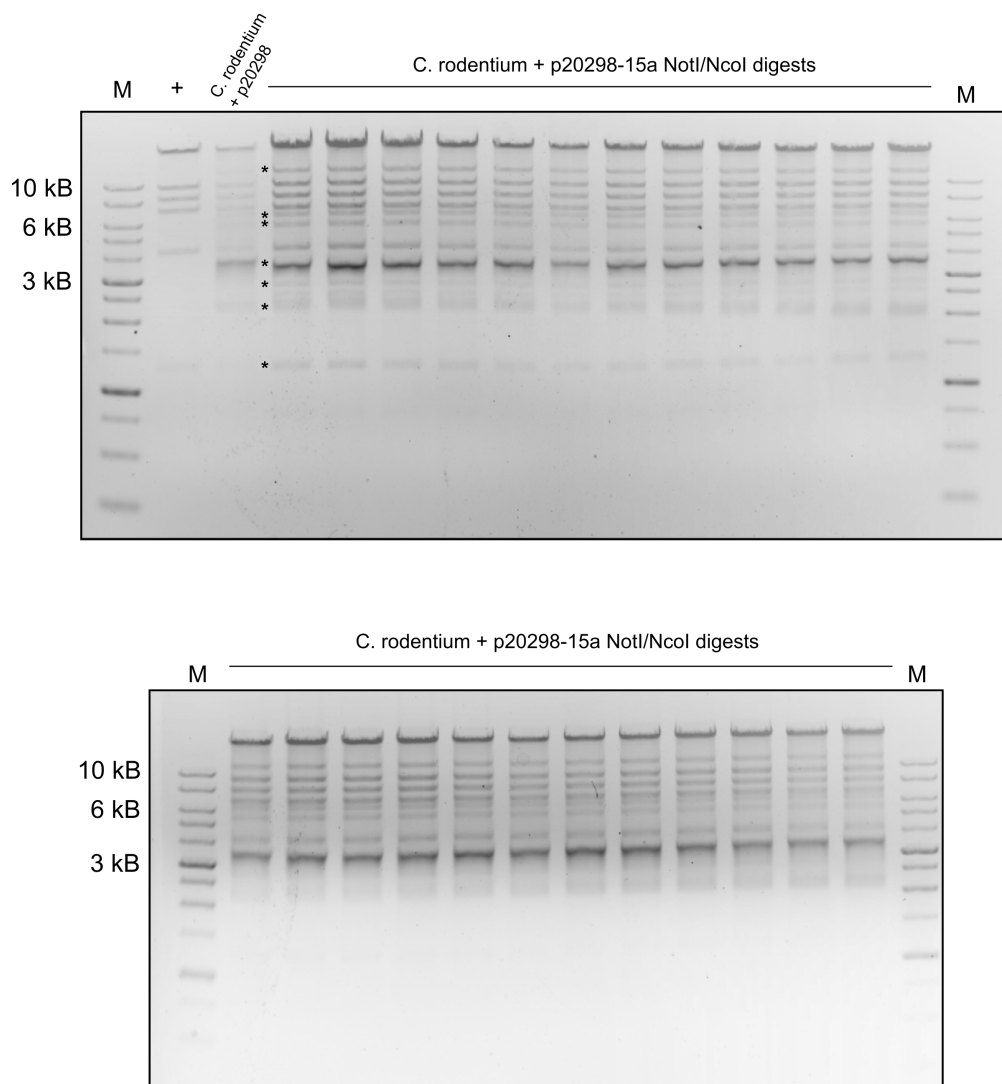 C. rodentium
+ p20298
C. rodentium + p20298-15a NotI/NcoI digests
M
+
M
10 kB
6 kB
3 kB
*
*
*
*
*
*
*
C. rodentium + p20298-15a NotI/NcoI digests
M
M
10 kB
6 kB
3 kB